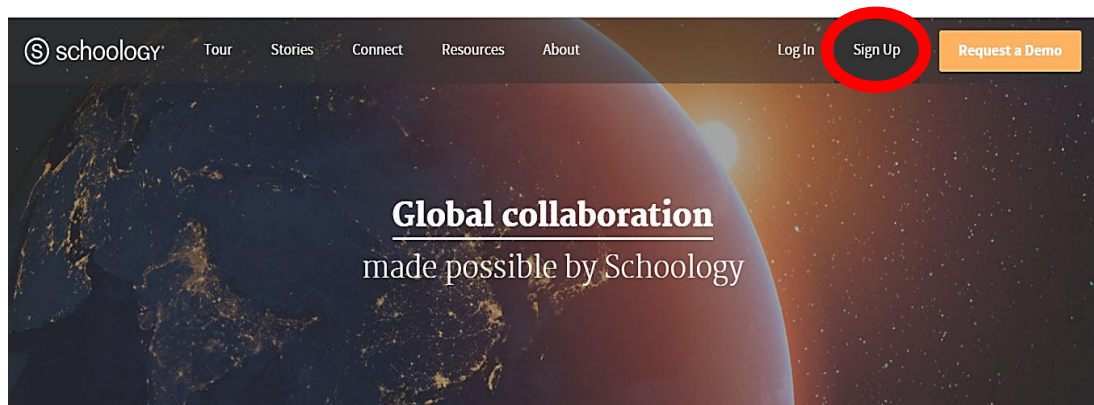 schoology Tour Stories Connect Resources About Log In Sign Up Request a Demo
Global collaboration
made possible by Schoology